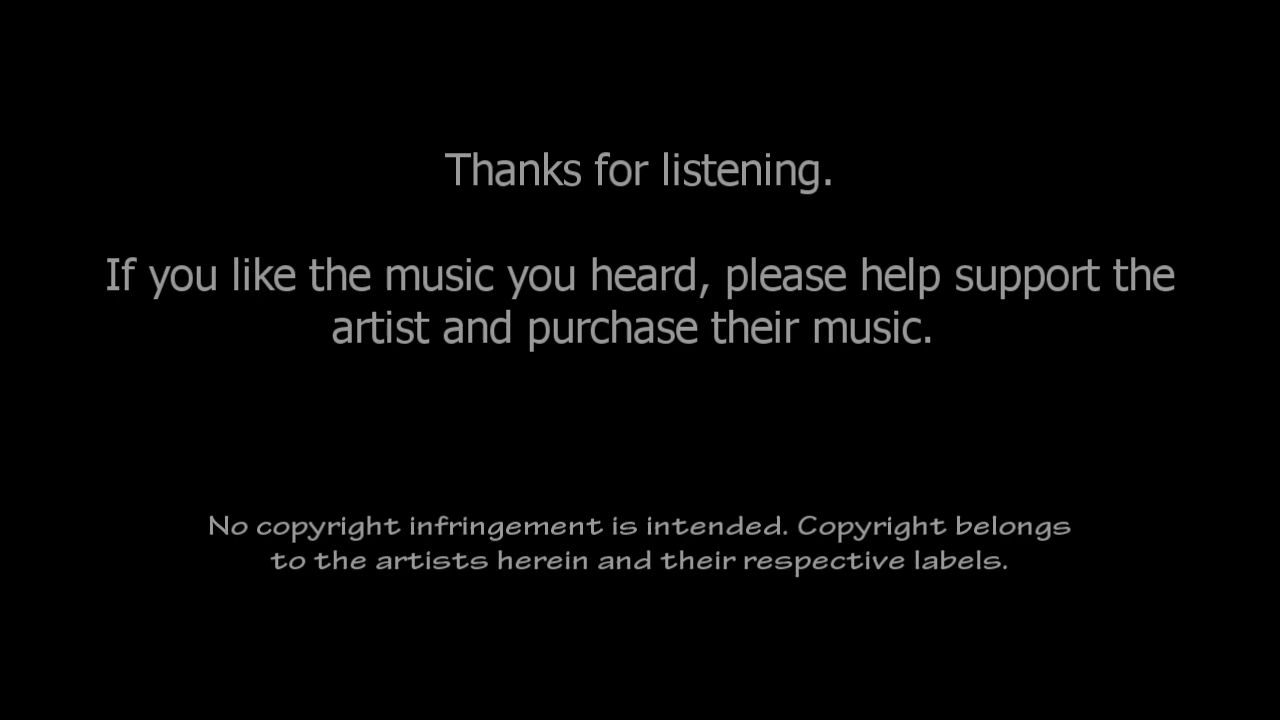 Thanks for listening.
If you like the music you heard, please help support the
artist and purchase their music.
No copyright infringement is intended. Copyright belongs
to the artists herein and their respective labels.